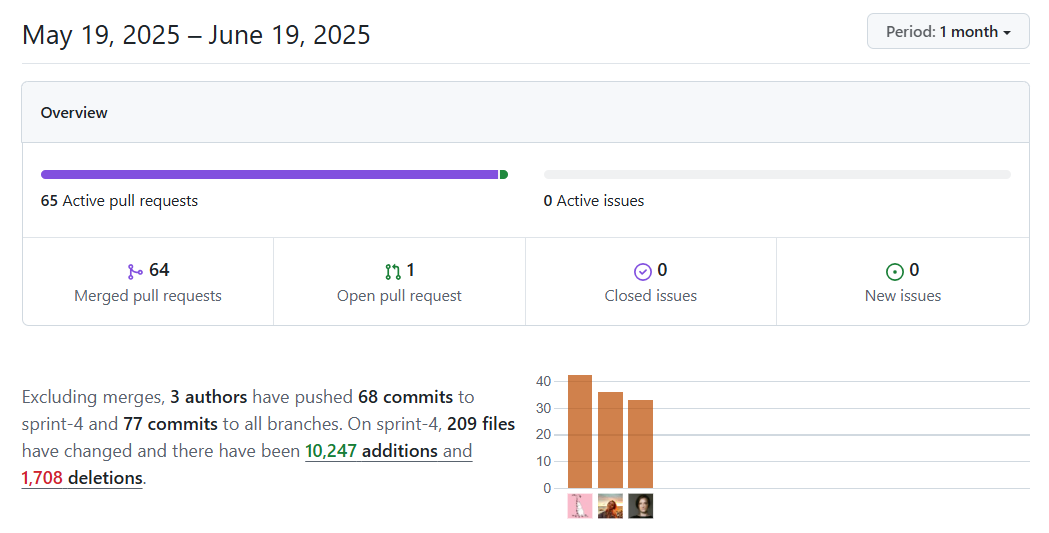 May 19, 2025 – June 19, 2025
Period: 1 month
Overview
65 Active pull requests
0 Active issues
64
Merged pull requests
1
Open pull request
0
Closed issues
0
New issues
Excluding merges, 3 authors have pushed 68 commits to
sprint-4 and 77 commits to all branches. On sprint-4, 209 files
have changed and there have been 10,247 additions and
1,708 deletions.
40
30
20
10
0